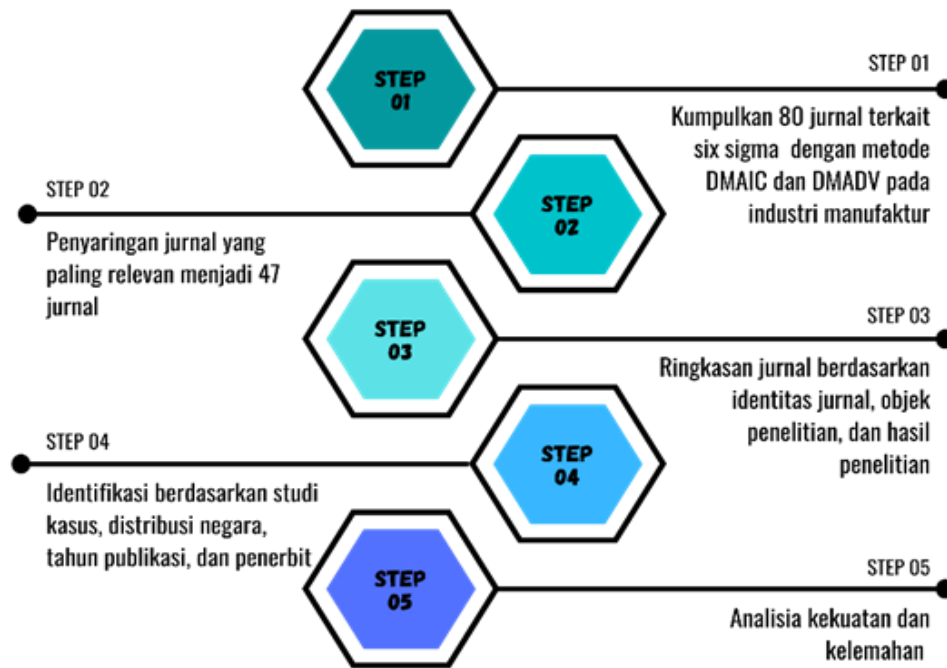 STEP
01
STEP 01
Kumpulkan 80 jurnal terkait
six sigma dengan metode
DMAIC dan DMADV pada
industri manufaktur
STEP 02
Penyaringan jurnal yang
paling relevan menjadi 47
jurnal
STEP
02
STEP
03
STEP 03
Ringkasan jurnal berdasarkan
identitas jurnal, objek
penelitian, dan hasil
penelitian
STEP 04
Identifikasi berdasarkan studi
kasus, distribusi negara,
tahun publikasi, dan penerbit
STEP
04
STEP
05
STEP 05
Analisia kekuatan dan
kelemahan